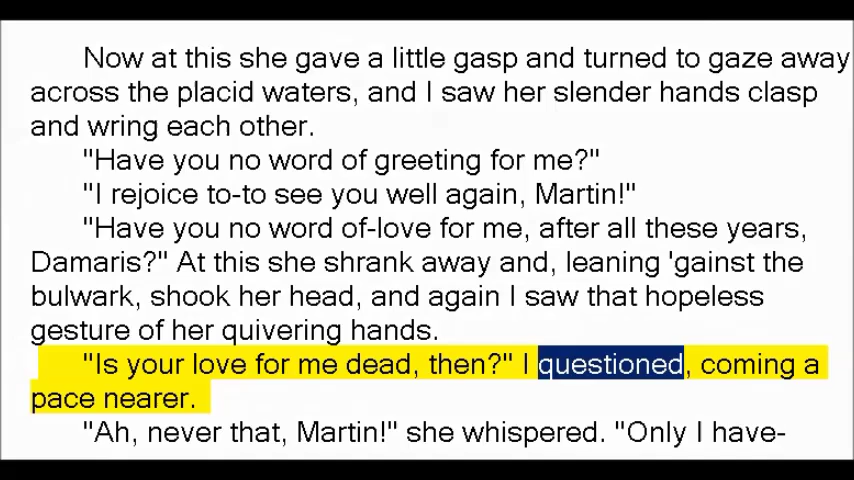 Now at this she gave a little gasp and turned to gaze away
across the placid waters, and I saw her slender hands clasp
and wring each other.
"Have you no word of greeting for me?"
"I rejoice to-to see you well again, Martin!"
"Have you no word of-love for me, after all these years,
Damaris?" At this she shrank away and, leaning 'gainst the
bulwark, shook her head, and again I saw that hopeless
gesture of her quivering hands.
"Is your love for me dead, then?" I questioned, coming a
pace nearer.
"Ah, never that, Martin!" she whispered. "Only I have-